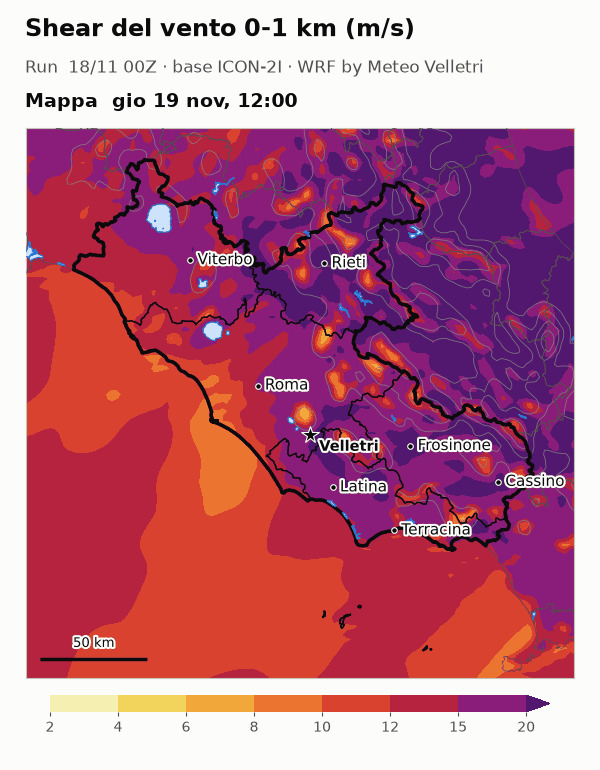 Shear del vento 0-1 km (m/s)
Run  18/11 00Z · base ICON-2I · WRF by Meteo Velletri
Mappa  gio 19 nov, 12:00
Viterbo
Rieti
Roma
Velletri
Frosinone
Latina
Cassino
Terracina
50 km
2 4 6 8 10 12 15 20